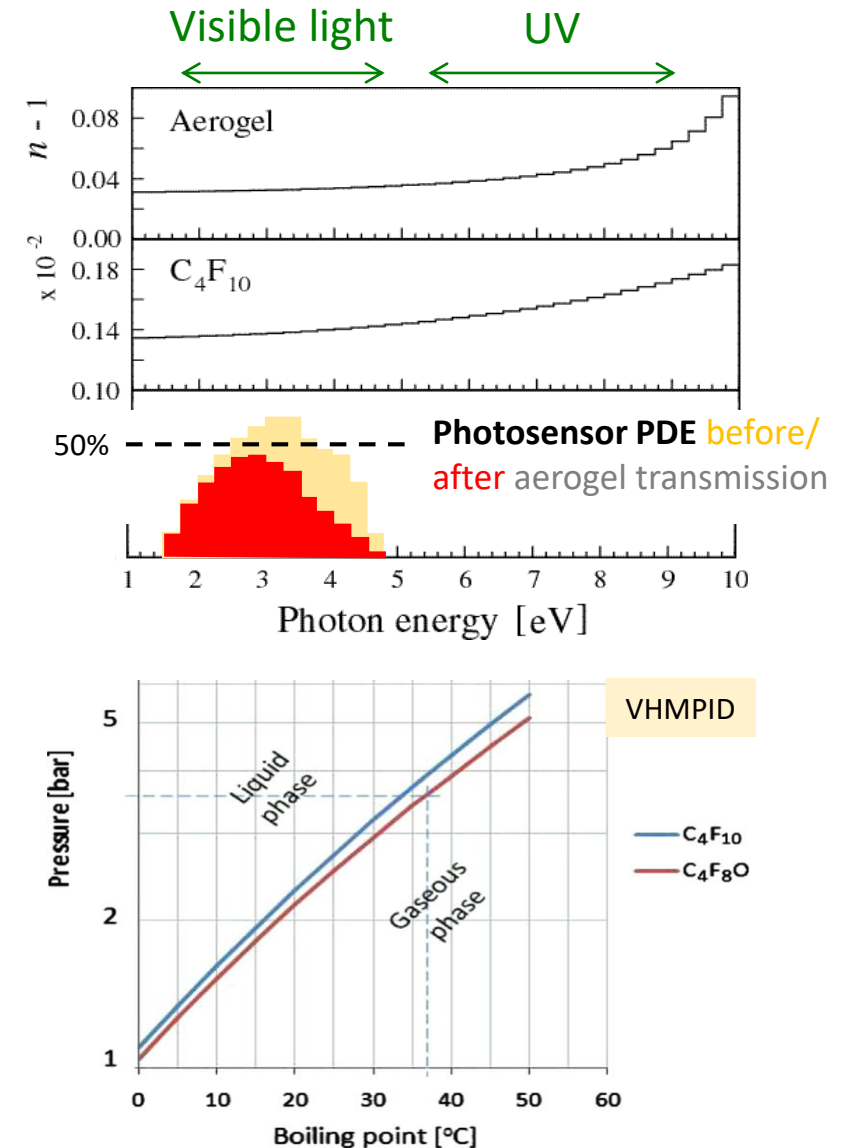 Visible light UV
n - 1
0.08
Aerogel
0.04
0.00
x 10⁻²
0.18
C₄F₁₀
0.14
0.10
50%
Photosensor PDE before/
after aerogel transmission
1 2 3 4 5 6 7 8 9 10
Photon energy [eV]
VHMPID
Pressure [bar]
5
2
1
Liquid
phase
Gaseous
phase
C₄F₁₀
C₄F₈O
0 10 20 30 40 50 60
Boiling point [°C]